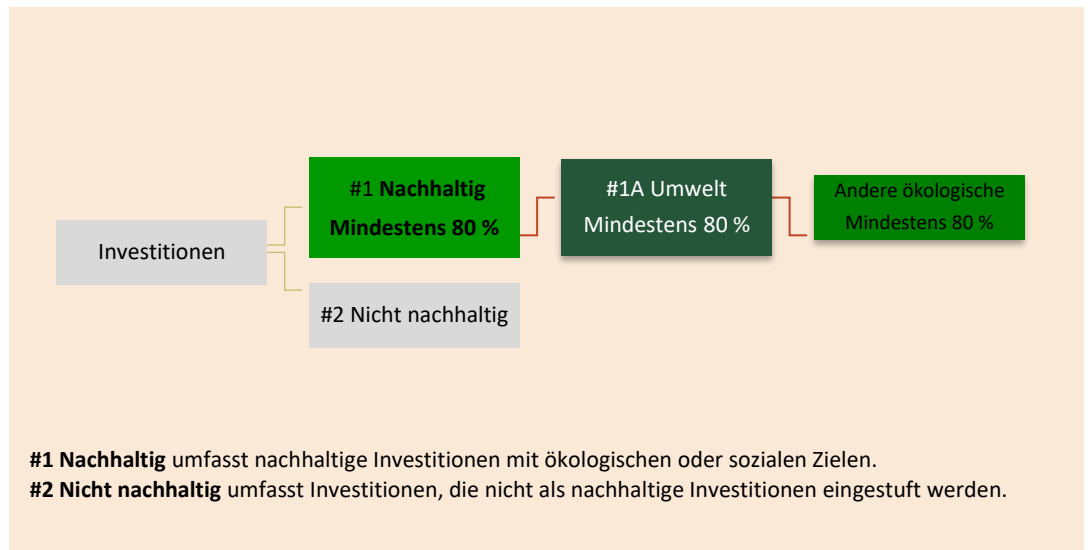 #1 Nachhaltig
Mindestens 80 %
#1A Umwelt
Mindestens 80 %
Andere ökologische
Mindestens 80 %
Investitionen
#2 Nicht nachhaltig
#1 Nachhaltig umfasst nachhaltige Investitionen mit ökologischen oder sozialen Zielen.
#2 Nicht nachhaltig umfasst Investitionen, die nicht als nachhaltige Investitionen eingestuft werden.